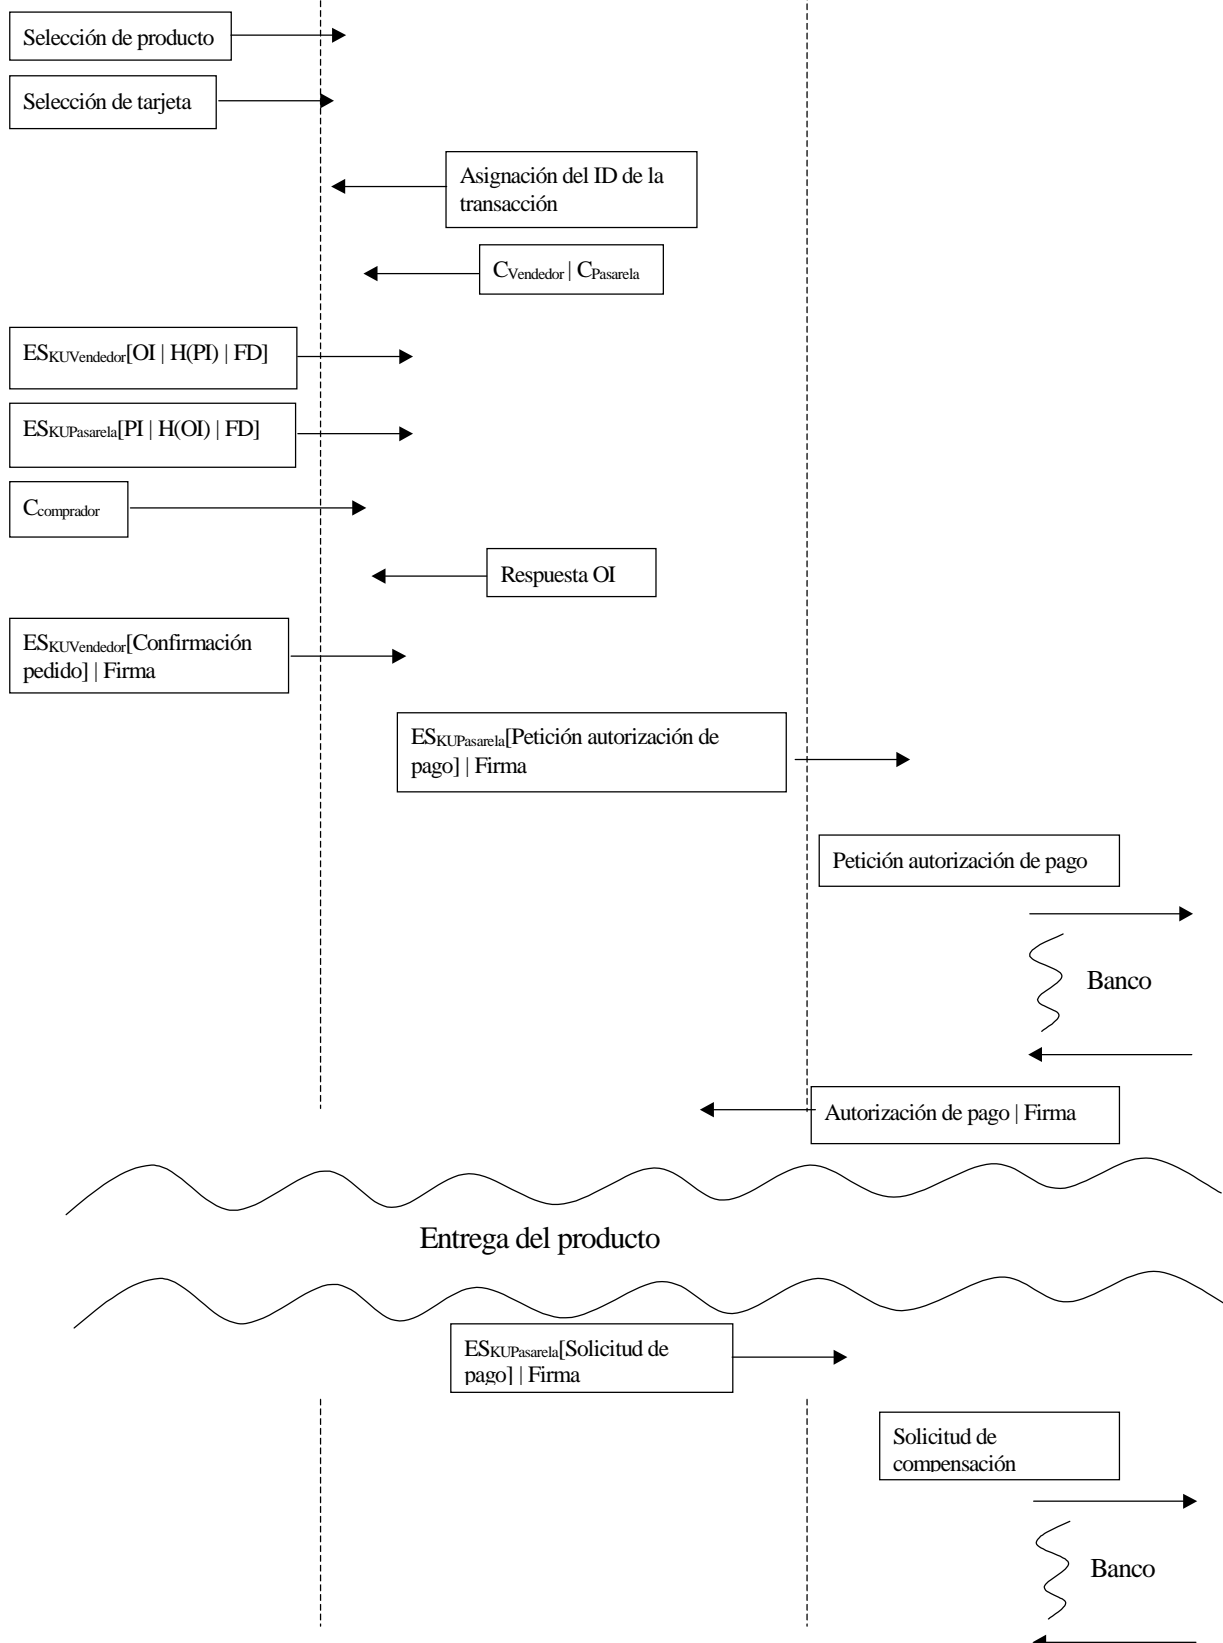 Selección de producto
Selección de tarjeta
Asignación del ID de la
transacción
CVendedor | CPasarela
ESKUVendedor[OI | H(PI) | FD]
ESKUPasarela[PI | H(OI) | FD]
Ccomprador
Respuesta OI
ESKUVendedor[Confirmación
pedido] | Firma
ESKUPasarela[Petición autorización de
pago] | Firma
Petición autorización de pago
Banco
Autorización de pago | Firma
Entrega del producto
ESKUPasarela[Solicitud de
pago] | Firma
Solicitud de
compensación
Banco